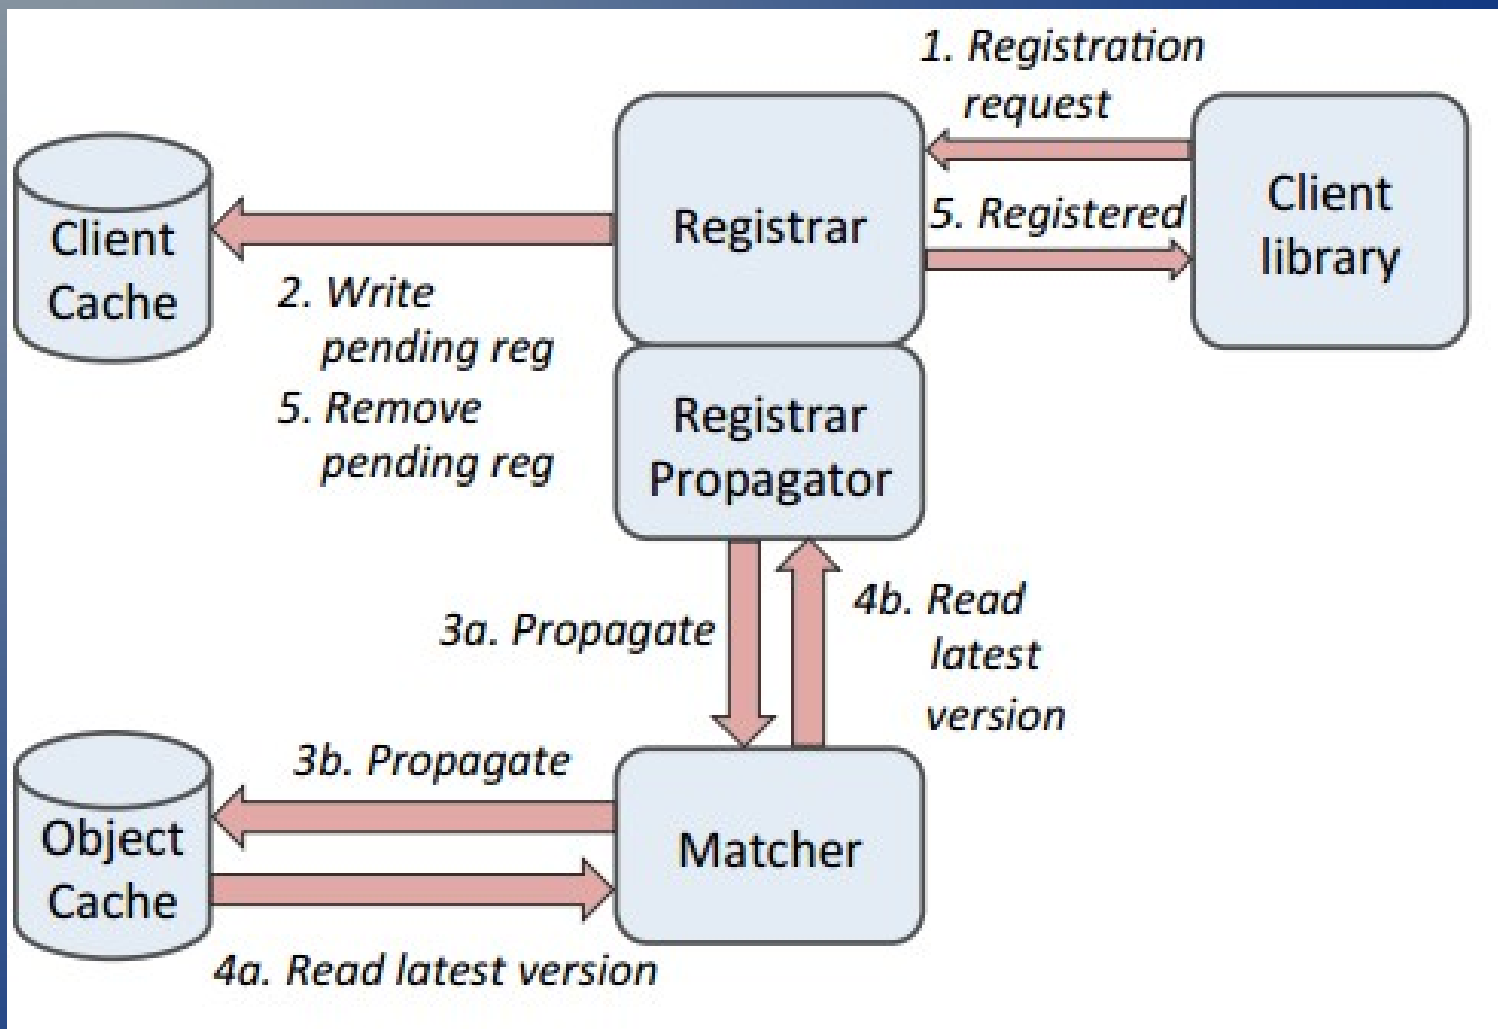 1. Registration
request
Client
library
5. Registered
Registrar
Client
Cache
2. Write
pending reg
5. Remove
pending reg
Registrar
Propagator
3a. Propagate
4b. Read
latest
version
3b. Propagate
Object
Cache
Matcher
4a. Read latest version